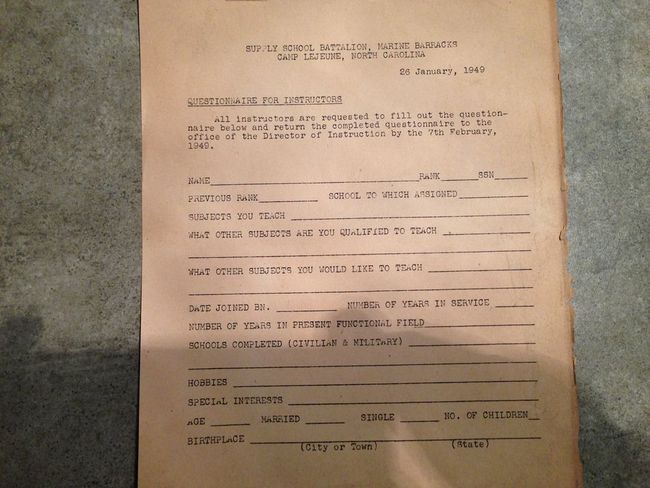 SUPPLY SCHOOL BATTALION, MARINE BARRACKS
CAMP LEJEUNE, NORTH CAROLINA
26 January, 1949
QUESTIONNAIRE FOR INSTRUCTORS
All instructors are requested to fill out the question-
naire below and return the completed questionnaire to the
office of the Director of Instruction by the 7th February,
1949.
NAME RANK SSN
PREVIOUS RANK SCHOOL TO WHICH ASSIGNED
SUBJECTS YOU TEACH
WHAT OTHER SUBJECTS ARE YOU QUALIFIED TO TEACH
WHAT OTHER SUBJECTS YOU WOULD LIKE TO TEACH
DATE JOINED BN. NUMBER OF YEARS IN SERVICE
NUMBER OF YEARS IN PRESENT FUNCTIONAL FIELD
SCHOOLS COMPLETED (CIVILIAN & MILITARY)
HOBBIES
SPECIAL INTERESTS
AGE MARRIED SINGLE NO. OF CHILDREN
BIRTHPLACE
(City or Town) (State)